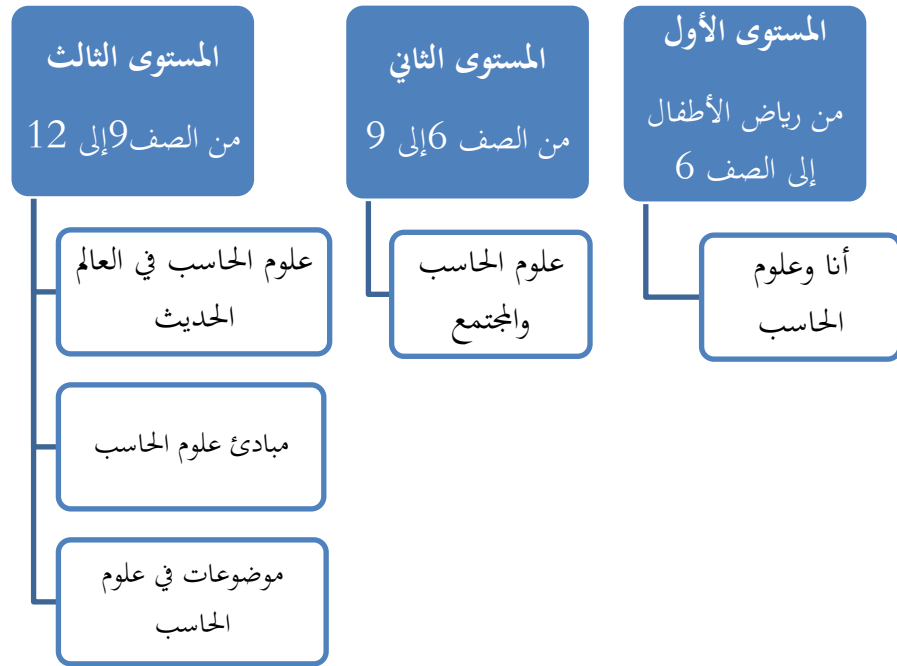 المستوى الأول
من رياض الأطفال
إلى الصف 6
أنا وعلوم
الحاسب
المستوى الثاني
من الصف 6إلى 9
علوم الحاسب
والمجتمع
المستوى الثالث
من الصف9إلى 12
علوم الحاسب في العالم
الحديث
مبادئ علوم الحاسب
موضوعات في علوم
الحاسب